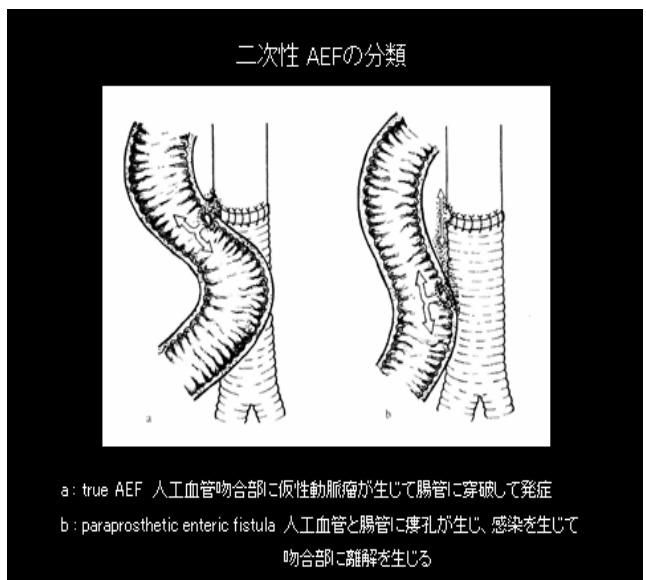 二次性 AEFの分類
a
b
a : true AEF 人工血管吻合部に仮性動脈瘤が生じて腸管に穿破して発症
b : paraprosthetic enteric fistula 人工血管と腸管に瘻孔が生じ、感染を生じて
吻合部に離解を生じる